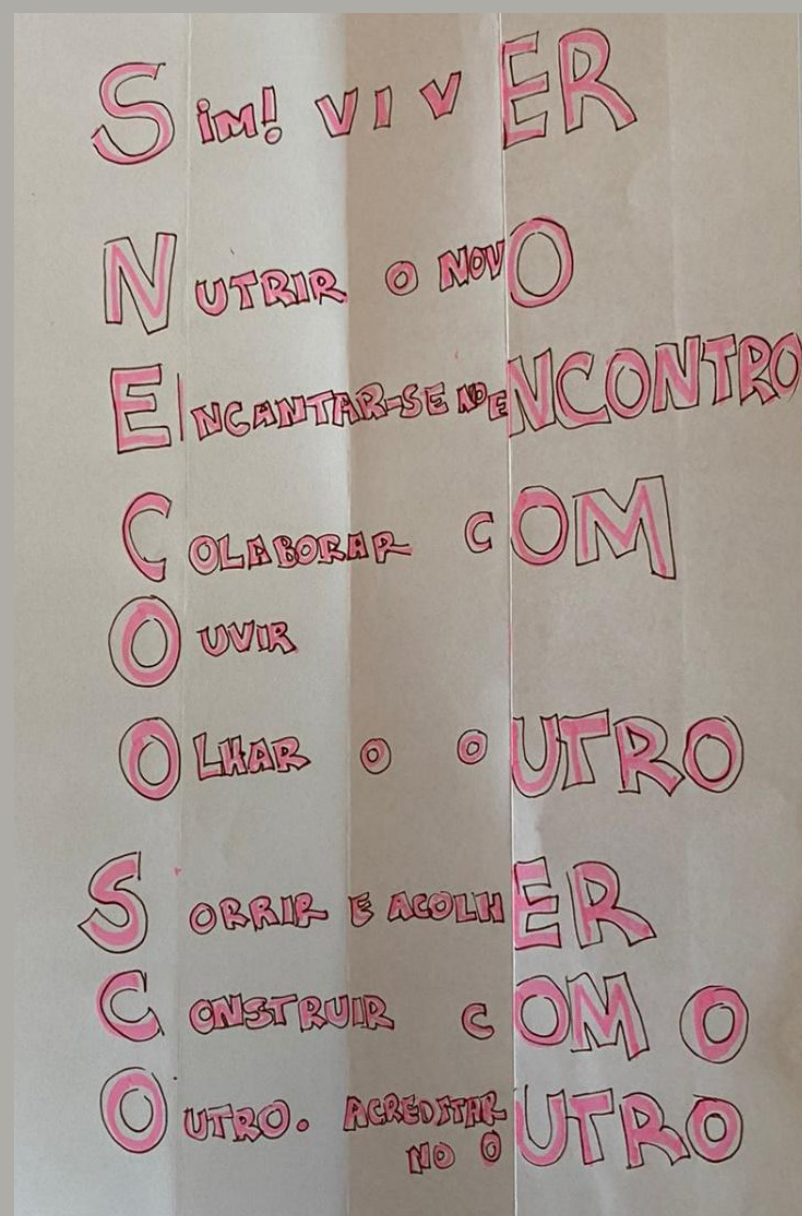 SiM! VIVER
NUTRIR O NOVO
ENCANTAR-SE NO ENCONTRO
COLABORAR COM
OUVIR
OLHAR O OUTRO
SORRIR E ACOLHER
CONSTRUIR COM O
OUTRO. ACREDITAR
NO OUTRO